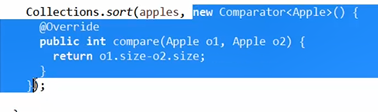 Collections.sort(apples, new Comparator<Apple>() {
@Override
public int compare(Apple o1, Apple o2) {
return o1.size-o2.size;
}
});
}